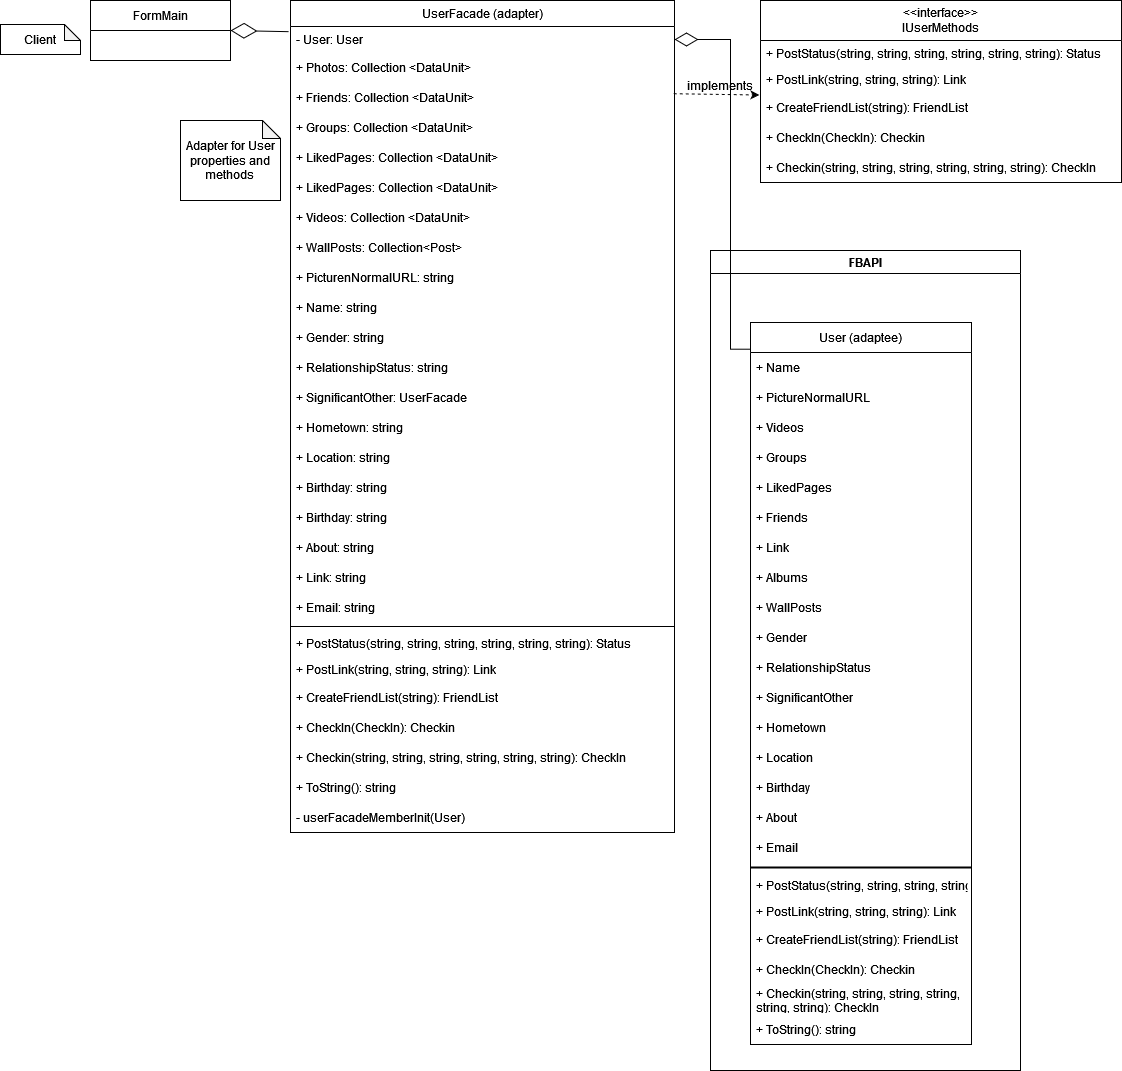 Client
FormMain
Adapter for User
properties and
methods
UserFacade (adapter)
- User: User
+ Photos: Collection <DataUnit>
+ Friends: Collection <DataUnit>
+ Groups: Collection <DataUnit>
+ LikedPages: Collection <DataUnit>
+ LikedPages: Collection <DataUnit>
+ Videos: Collection <DataUnit>
+ WallPosts: Collection<Post>
+ PicturenNormalURL: string
+ Name: string
+ Gender: string
+ RelationshipStatus: string
+ SignificantOther: UserFacade
+ Hometown: string
+ Location: string
+ Birthday: string
+ Birthday: string
+ About: string
+ Link: string
+ Email: string
+ PostStatus(string, string, string, string, string, string): Status
+ PostLink(string, string, string): Link
+ CreateFriendList(string): FriendList
+ CheckIn(CheckIn): Checkin
+ Checkin(string, string, string, string, string, string): CheckIn
+ ToString(): string
- userFacadeMemberInit(User)
implements
<<interface>>
IUserMethods
+ PostStatus(string, string, string, string, string, string): Status
+ PostLink(string, string, string): Link
+ CreateFriendList(string): FriendList
+ CheckIn(CheckIn): Checkin
+ Checkin(string, string, string, string, string, string): CheckIn
FBAPI
User (adaptee)
+ Name
+ PictureNormalURL
+ Videos
+ Groups
+ LikedPages
+ Friends
+ Link
+ Albums
+ WallPosts
+ Gender
+ RelationshipStatus
+ SignificantOther
+ Hometown
+ Location
+ Birthday
+ About
+ Email
+ PostStatus(string, string, string, string
+ PostLink(string, string, string): Link
+ CreateFriendList(string): FriendList
+ CheckIn(CheckIn): Checkin
+ Checkin(string, string, string, string,
string, string): CheckIn
+ ToString(): string